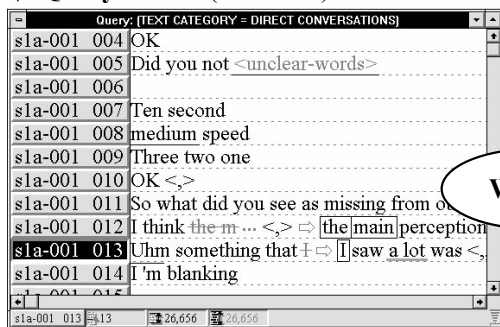 Query: {TEXT CATEGORY = DIRECT CONVERSATIONS}
s1a-001 004 OK
s1a-001 005 Did you not <unclear-words>
s1a-001 006
s1a-001 007 Ten second
s1a-001 008 medium speed
s1a-001 009 Three two one
s1a-001 010 OK <,>
s1a-001 011 So what did you see as missing from
s1a-001 012 I think the m ... <,> ⇨ the main perception
s1a-001 013 Uhm something that I ⇨ I saw a lot was <,
s1a-001 014 I 'm blanking
s1a-001 013 13 26,656 26,656